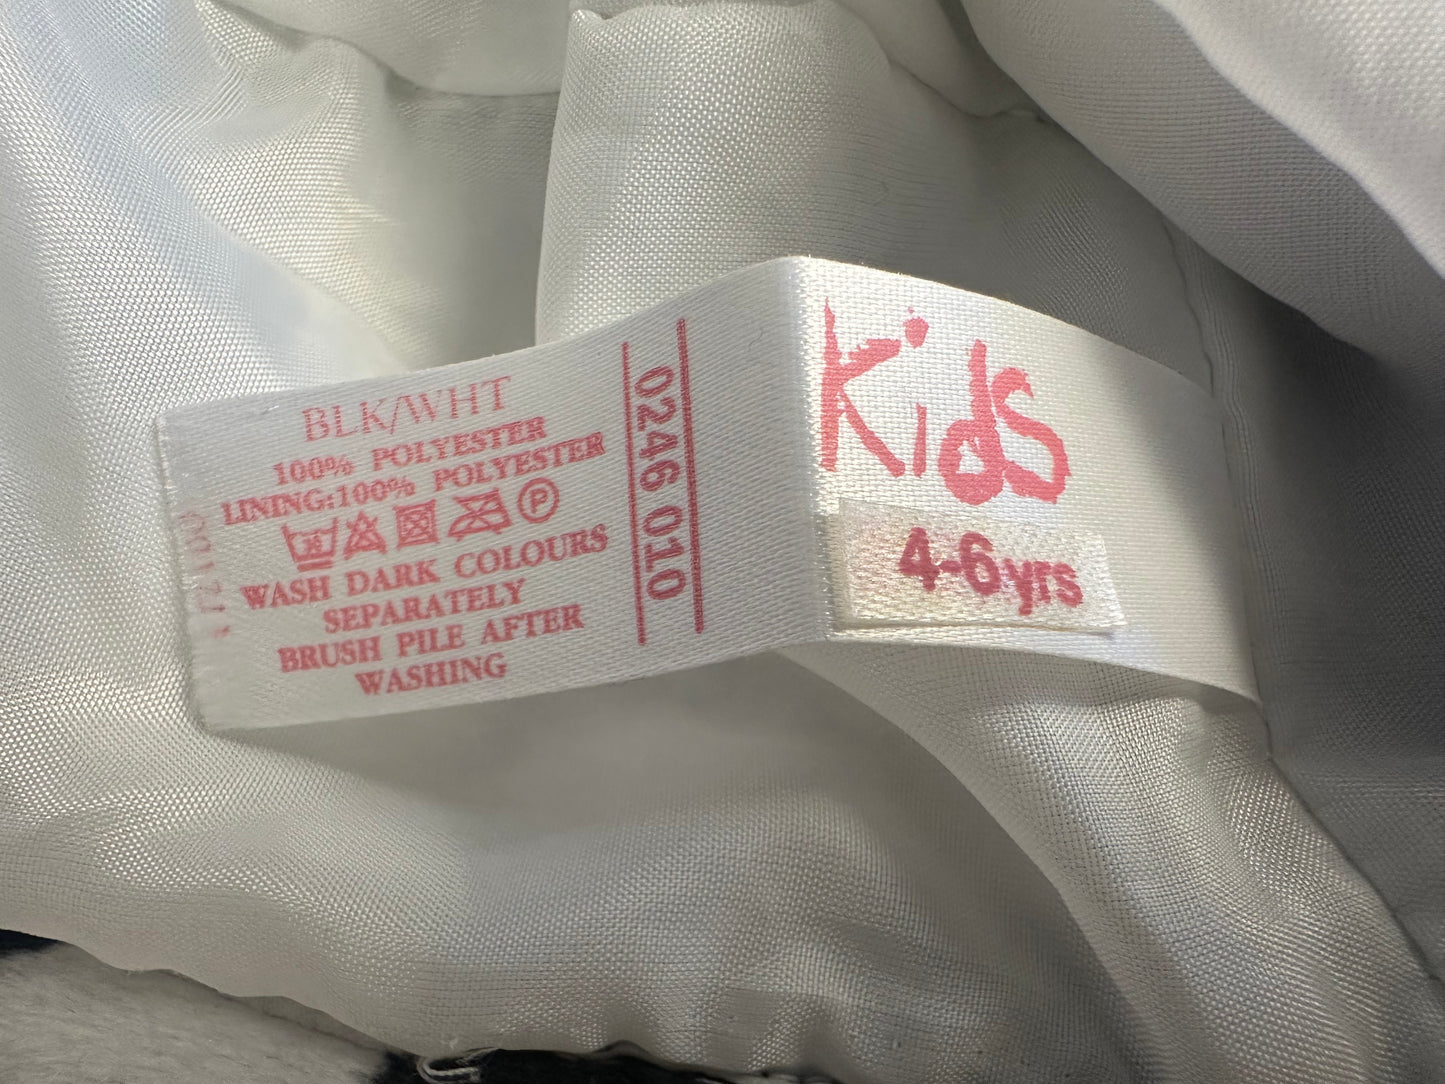 BLK/WHT
100% POLYESTER
LINING:100% POLYESTER
P
WASH DARK COLOURS
SEPARATELY
BRUSH PILE AFTER
WASHING
0246 010
Kids
4-6yrs